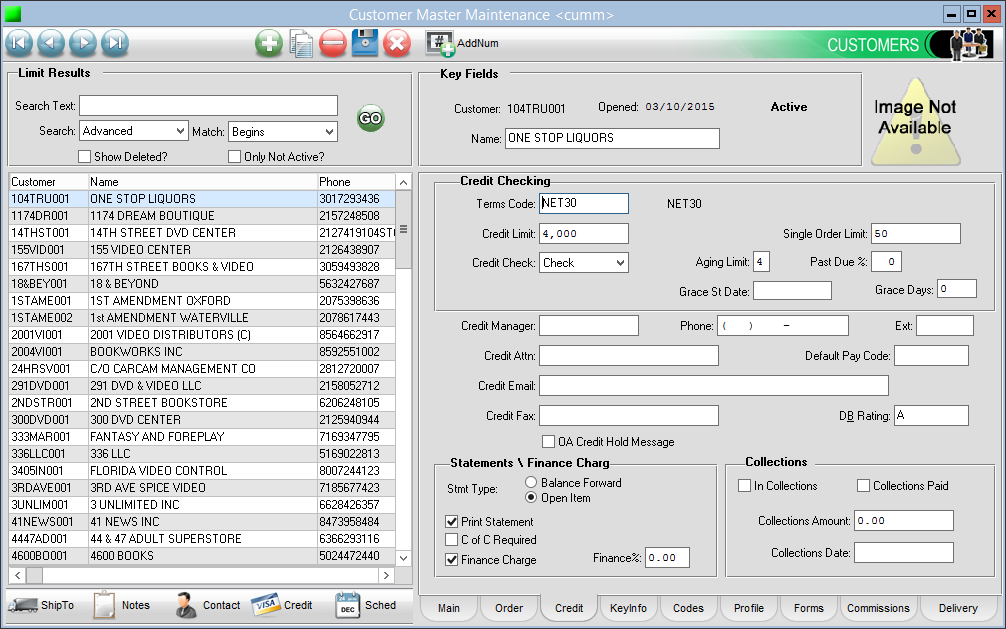 Customer Master Maintenance <cumm>
AddNum
CUSTOMERS
Limit Results
Search Text:
Search: Advanced Match: Begins
GO
Show Deleted? Only Not Active?
Key Fields
Customer: 104TRU001 Opened: 03/10/2015 Active
Name: ONE STOP LIQUORS
Image Not
Available
Customer Name Phone
104TRU001 ONE STOP LIQUORS 3017293436
1174DR001 1174 DREAM BOUTIQUE 2157248508
14THST001 14TH STREET DVD CENTER 2127419104ST
155VID001 155 VIDEO CENTER 2126438907
167THS001 167TH STREET BOOKS & VIDEO 3059493828
18&BEY001 18 & BEYOND 5632427687
1STAME001 1ST AMENDMENT OXFORD 2075398636
1STAME002 1st AMENDMENT WATERVILLE 2078617443
2001VI001 2001 VIDEO DISTRIBUTORS (C) 8564662917
2004VI001 BOOKWORKS INC 8592551002
24HRSV001 C/O CARCAM MANAGEMENT CO 2812720007
291DVD001 291 DVD & VIDEO LLC 2158052712
2NDSTR001 2ND STREET BOOKSTORE 6206248105
300DVD001 300 DVD CENTER 2125940944
333MAR001 FANTASY AND FOREPLAY 7169347795
336LLC001 336 LLC 5169022813
3405IN001 FLORIDA VIDEO CONTROL 8007244123
3RDAVE001 3RD AVE SPICE VIDEO 7185677423
3UNLIM001 3 UNLIMITED INC 6628426357
41NEWS001 41 NEWS INC 8473958484
4447AD001 44 & 47 ADULT SUPERSTORE 6366293116
4600BO001 4600 BOOKS 5024472440
ShipTo Notes Contact VISA Credit DEC Sched
Credit Checking
Terms Code: NET30 NET30
Credit Limit: 4,000 Single Order Limit: 50
Credit Check: Check Aging Limit: 4 Past Due %: 0
Grace St Date: Grace Days: 0
Credit Manager: Phone: ( ) - Ext:
Credit Attn: Default Pay Code:
Credit Email:
Credit Fax: DB Rating: A
OA Credit Hold Message
Statements \ Finance Charg
Stmt Type: Balance Forward
Open Item
Print Statement
C of C Required
Finance Charge Finance%: 0.00
Collections
In Collections Collections Paid
Collections Amount: 0.00
Collections Date:
Main Order Credit KeyInfo Codes Profile Forms Commissions Delivery